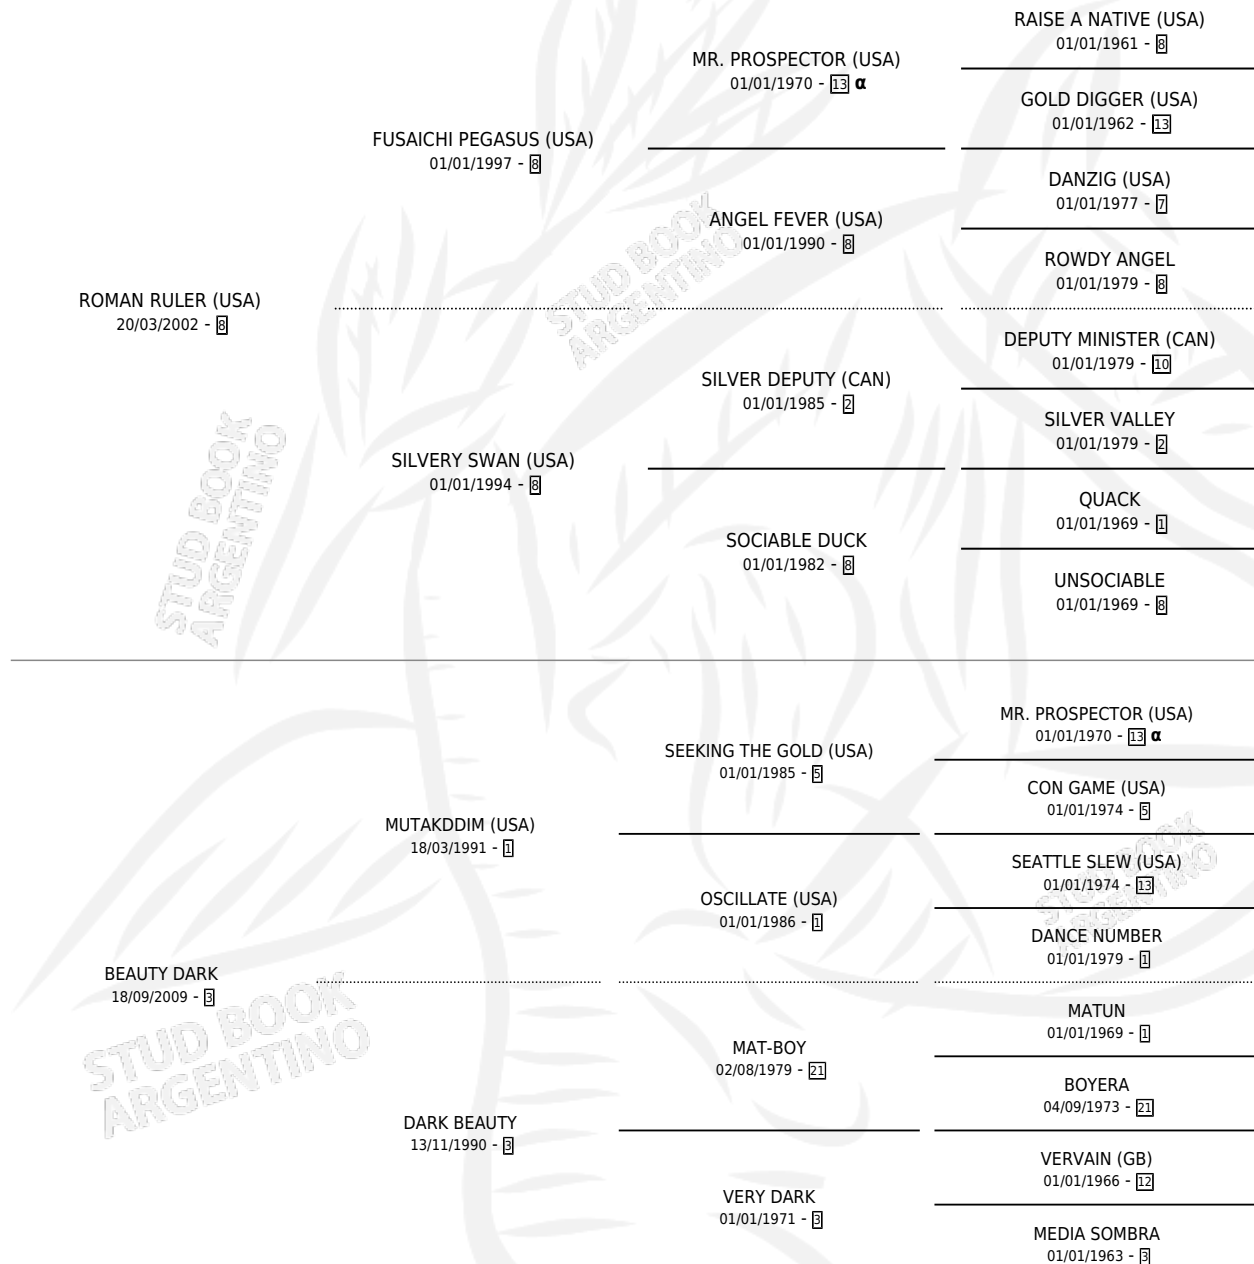 RAISE A NATIVE (USA)
01/01/1961 - 8
MR. PROSPECTOR (USA)
01/01/1970 - 13 α
GOLD DIGGER (USA)
01/01/1962 - 13
FUSAICHI PEGASUS (USA)
01/01/1997 - 8
DANZIG (USA)
01/01/1977 - 7
ANGEL FEVER (USA)
01/01/1990 - 8
ROWDY ANGEL
01/01/1979 - 8
ROMAN RULER (USA)
20/03/2002 - 8
DEPUTY MINISTER (CAN)
01/01/1979 - 10
SILVER DEPUTY (CAN)
01/01/1985 - 2
SILVER VALLEY
01/01/1979 - 2
SILVERY SWAN (USA)
01/01/1994 - 8
QUACK
01/01/1969 - 1
SOCIABLE DUCK
01/01/1982 - 8
UNSOCIABLE
01/01/1969 - 8
MR. PROSPECTOR (USA)
01/01/1970 - 13 α
SEEKING THE GOLD (USA)
01/01/1985 - 5
CON GAME (USA)
01/01/1974 - 5
MUTAKDDIM (USA)
18/03/1991 - 1
SEATTLE SLEW (USA)
01/01/1974 - 13
OSCILLATE (USA)
01/01/1986 - 1
DANCE NUMBER
01/01/1979 - 1
BEAUTY DARK
18/09/2009 - 3
MATUN
01/01/1969 - 1
MAT-BOY
02/08/1979 - 21
BOYERA
04/09/1973 - 21
DARK BEAUTY
13/11/1990 - 3
VERVAIN (GB)
01/01/1966 - 12
VERY DARK
01/01/1971 - 3
MEDIA SOMBRA
01/01/1963 - 3
STUD BOOK
ARGENTINO
STUD BOOK
ARGENTINO
STUD BOOK
ARGENTINO
STUD BOOK
ARGENTINO